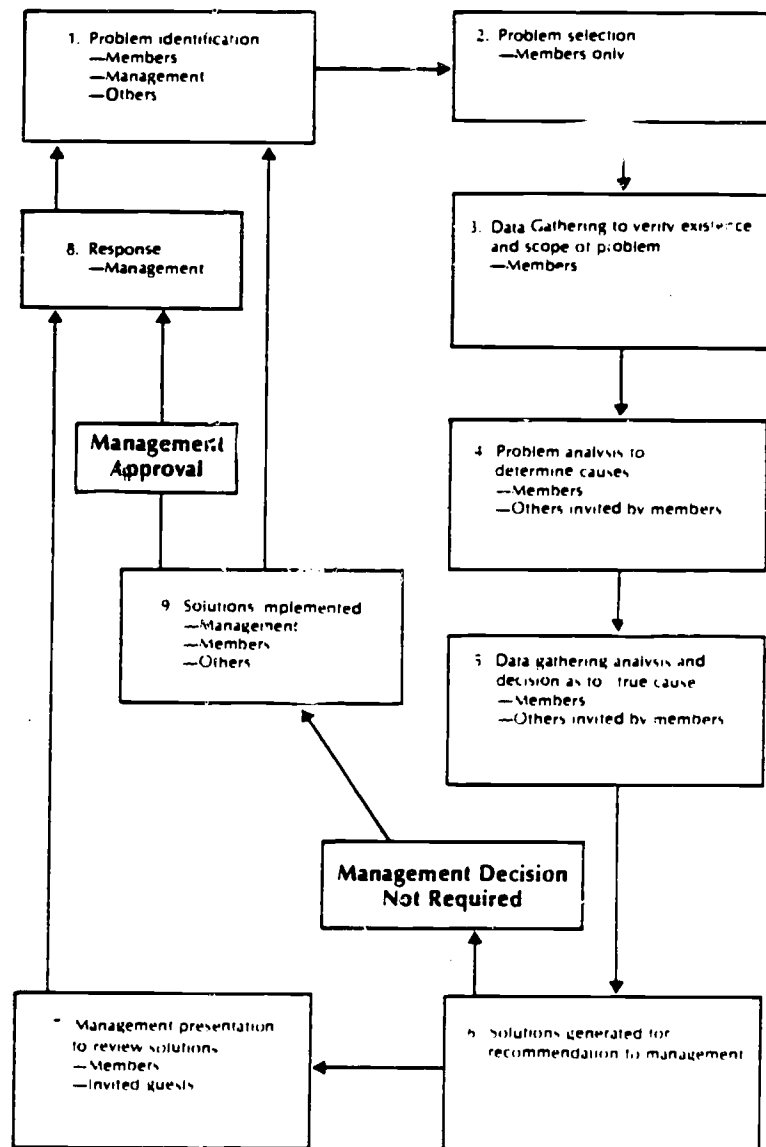 1. Problem identification
—Members
—Management
—Others
2. Problem selection
—Members only
3. Data Gathering to verify existence
and scope of problem
—Members
8. Response
—Management
Management
Approval
4 Problem analysis to
determine causes
—Members
—Others invited by members
9 Solutions implemented
—Management
—Members
—Others
5 Data gathering analysis and
decision as to true cause
—Members
—Others invited by members
Management Decision
Not Required
7 Management presentation
to review solutions
—Members
—Invited guests
6 Solutions generated for
recommendation to management